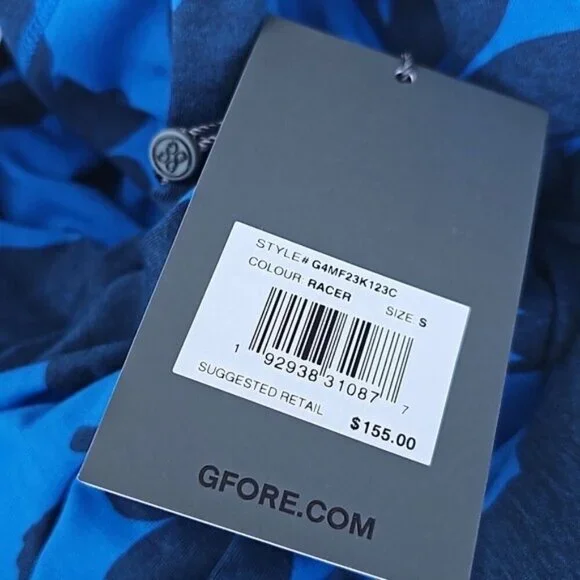 STYLE# G4MF23K123C
COLOUR: RACER SIZE: S
1 92938 31087 7
SUGGESTED RETAIL $155.00
GFORE.COM